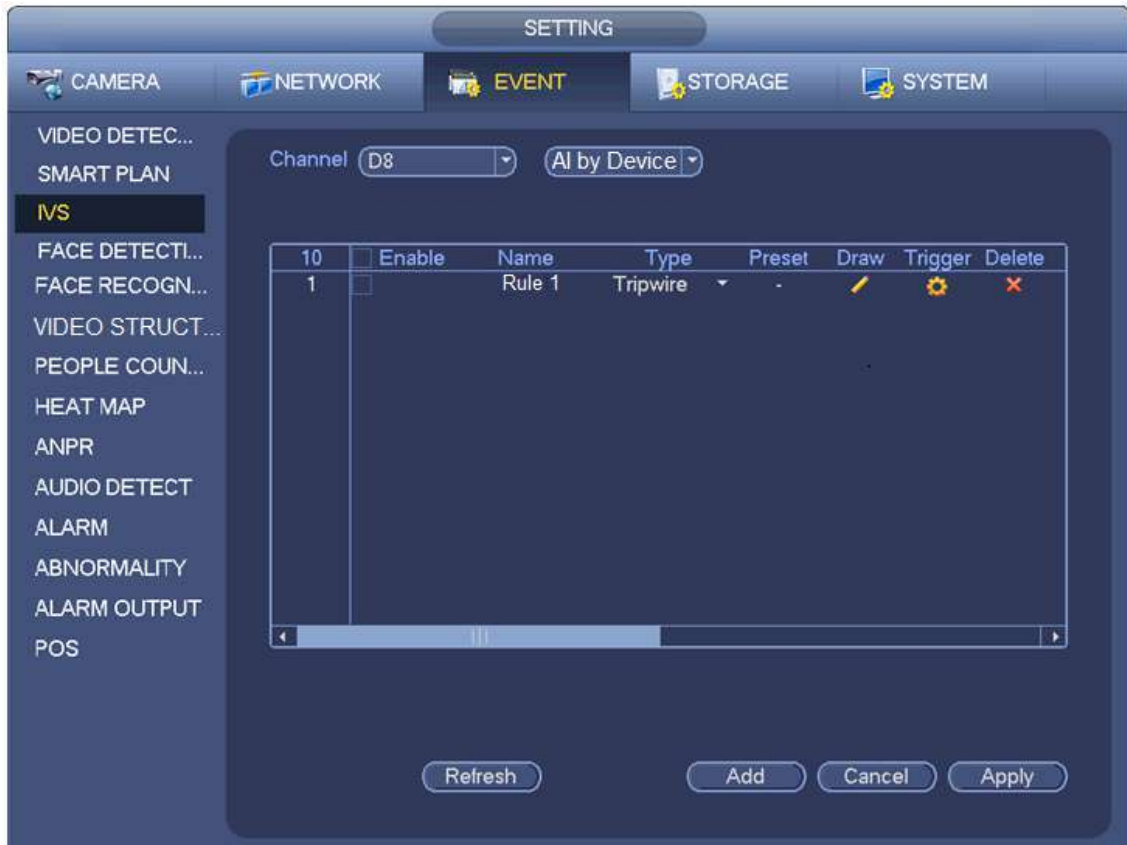 SETTING
CAMERA NETWORK EVENT STORAGE SYSTEM
VIDEO DETEC...
SMART PLAN
IVS
FACE DETECTI...
FACE RECOGN...
VIDEO STRUCT...
PEOPLE COUN...
HEAT MAP
ANPR
AUDIO DETECT
ALARM
ABNORMALITY
ALARM OUTPUT
POS
Channel D8 AI by Device
10 Enable Name Type Preset Draw Trigger Delete
1 Rule 1 Tripwire -
Refresh Add Cancel Apply